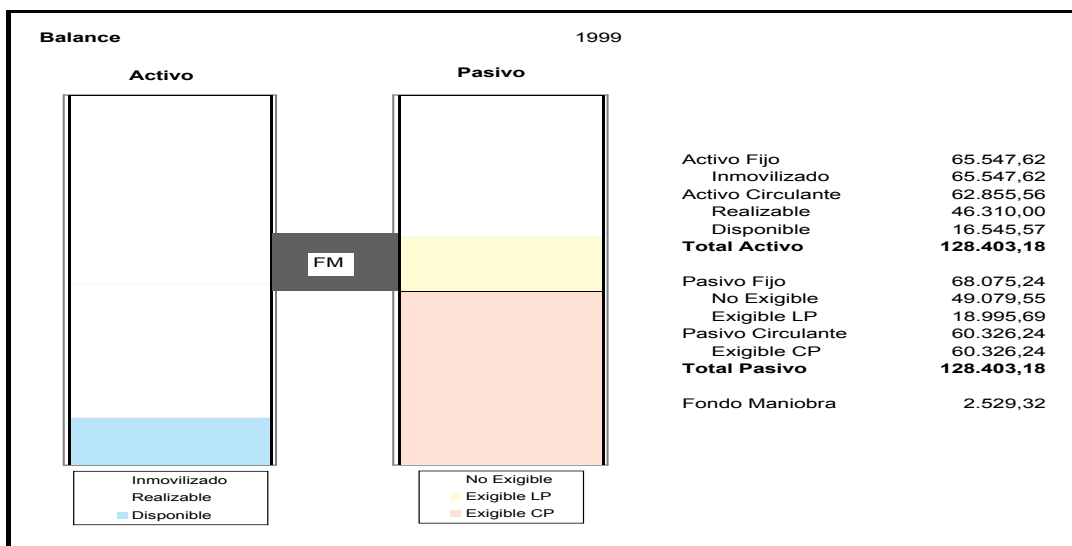 Balance 1999
Activo Pasivo
FM
Inmovilizado
Realizable
Disponible
No Exigible
Exigible LP
Exigible CP
Activo Fijo 65.547,62
Inmovilizado 65.547,62
Activo Circulante 62.855,56
Realizable 46.310,00
Disponible 16.545,57
Total Activo 128.403,18
Pasivo Fijo 68.075,24
No Exigible 49.079,55
Exigible LP 18.995,69
Pasivo Circulante 60.326,24
Exigible CP 60.326,24
Total Pasivo 128.403,18
Fondo Maniobra 2.529,32